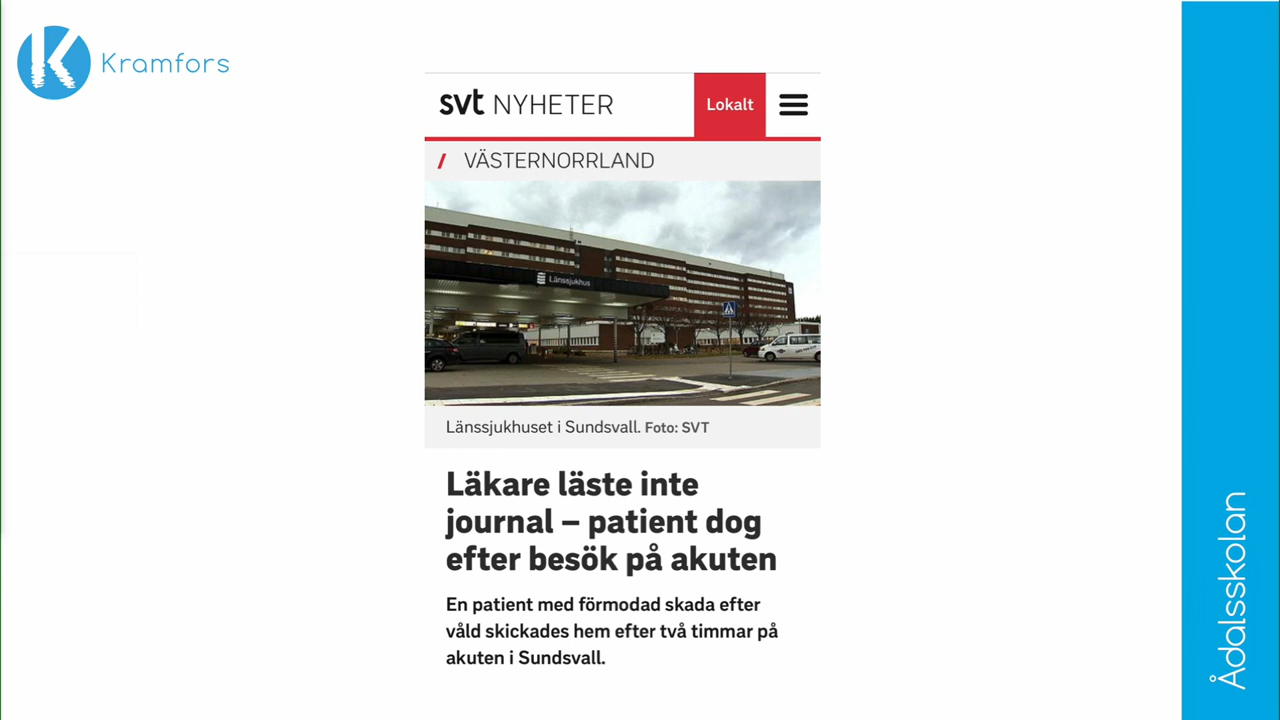 Kramfors
svt NYHETER
Lokalt
/ VÄSTERNORRLAND
Länssjukhus
Länssjukhuset i Sundsvall. Foto: SVT
Läkare läste inte
journal – patient dog
efter besök på akuten
En patient med förmodad skada efter
våld skickades hem efter två timmar på
akuten i Sundsvall.
Ådalsskolan